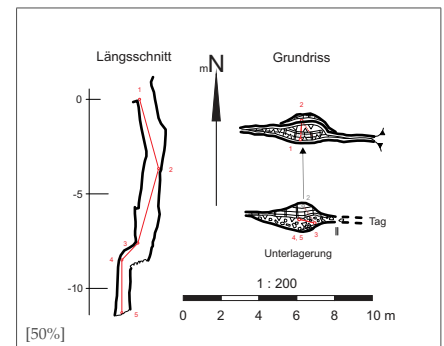 Längsschnitt
Grundriss
mN
0
-5
-10
1
2
3
4
5
2
1
2
4, 5
3
II
Tag
Unterlagerung
1 : 200
0 2 4 6 8 10 m
[50%]